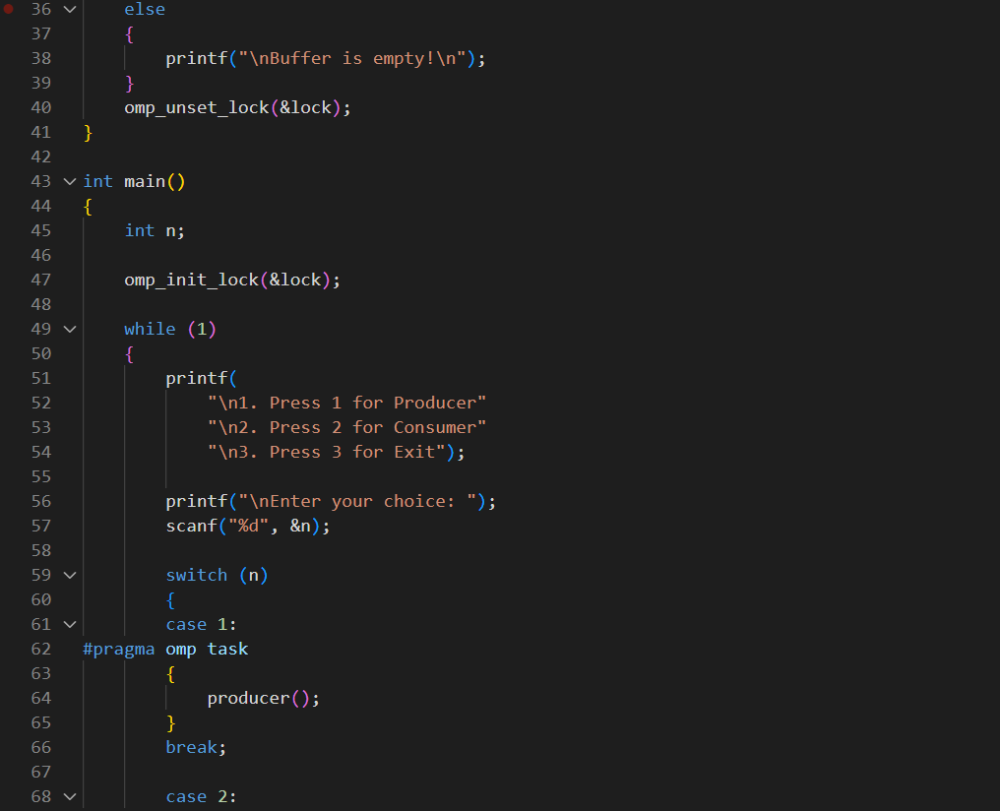 36 else
37 {
38 printf("\nBuffer is empty!\n");
39 }
40 omp_unset_lock(&lock);
41 }
42
43 int main()
44 {
45 int n;
46
47 omp_init_lock(&lock);
48
49 while (1)
50 {
51 printf(
52 "\n1. Press 1 for Producer"
53 "\n2. Press 2 for Consumer"
54 "\n3. Press 3 for Exit");
55
56 printf("\nEnter your choice: ");
57 scanf("%d", &n);
58
59 switch (n)
60 {
61 case 1:
62 #pragma omp task
63 {
64 producer();
65 }
66 break;
67
68 case 2: